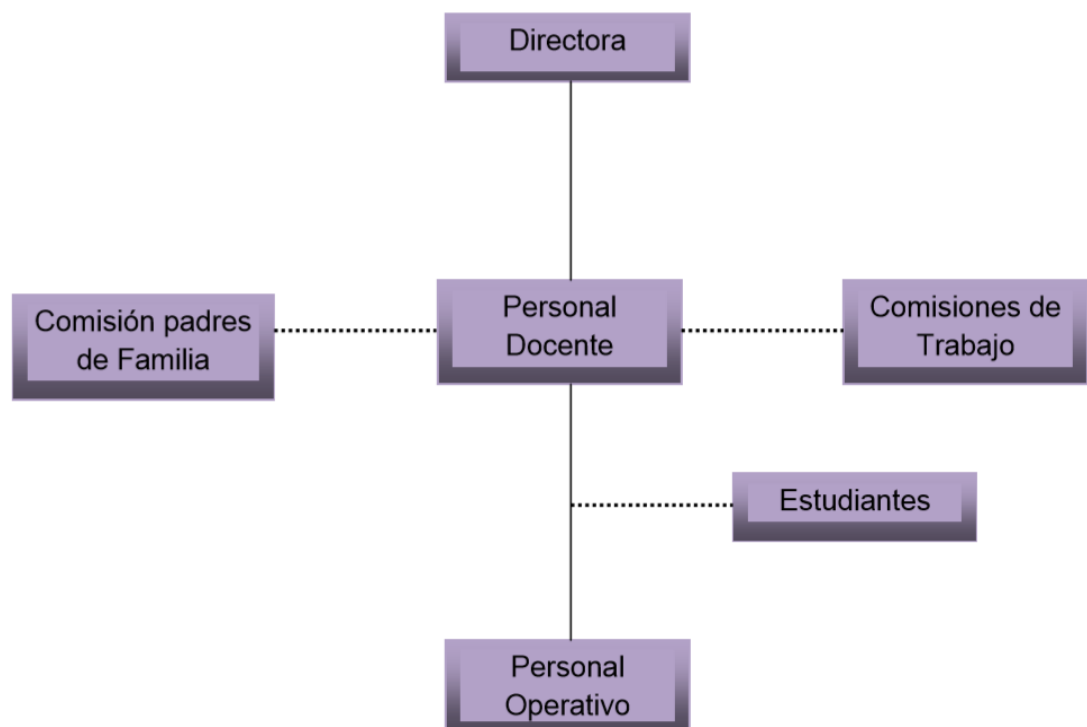 Directora
Comisión padres
de Familia
Personal
Docente
Comisiones de
Trabajo
Estudiantes
Personal
Operativo